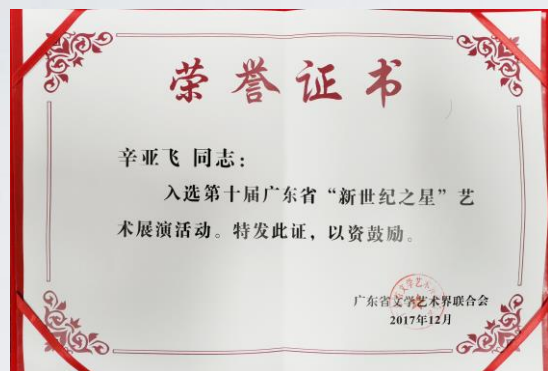 荣誉证书
辛亚飞 同志：
入选第十届广东省“新世纪之星”艺
术展演活动。特发此证，以资鼓励。
广东省文学艺术界联合会
2017年12月